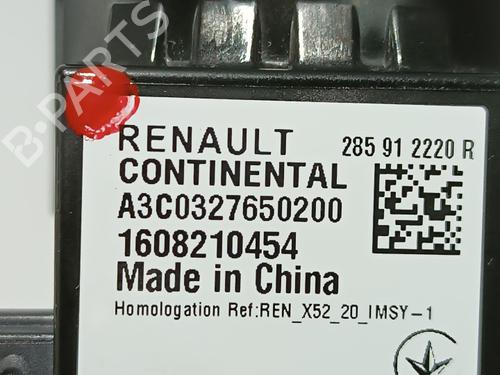 B-PARTS
RENAULT 285 91 2220 R
CONTINENTAL
A3C0327650200
1608210454
Made in China
Homologation Ref:REN_X52_20_IMSY-1